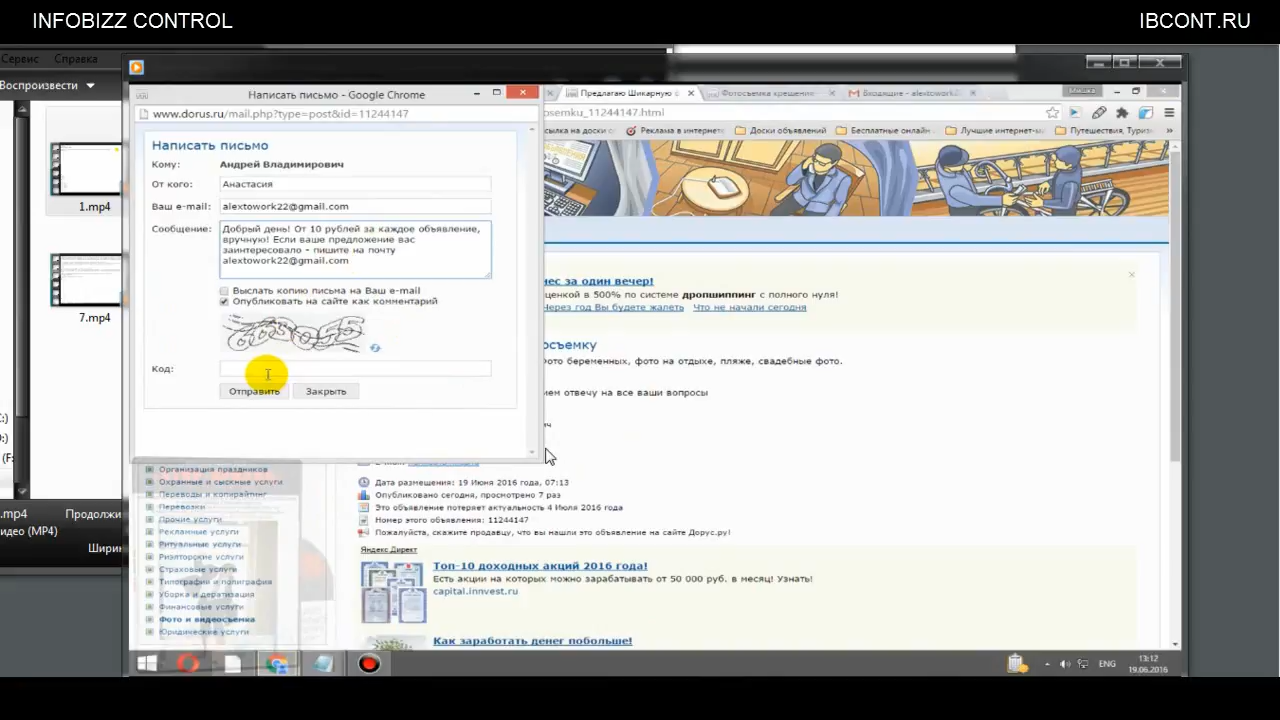 INFOBIZZ CONTROL
IBCONT.RU
Сервис Справка
Воспроизвести
1.mp4
7.mp4
.mp4 Продолжи
идео (MP4)
Ширин
Написать письмо - Google Chrome
www.dorus.ru/mail.php?type=post&id=11244147
Написать письмо
Кому: Андрей Владимирович
От кого: Анастасия
Ваш e-mail: alextowork22@gmail.com
Сообщение: Добрый день! От 10 рублей за каждое объявление,
вручную! Если ваше предложение вас
заинтересовало - пишите на почту
alextowork22@gmail.com
Выслать копию письма на Ваш e-mail
Опубликовать на сайте как комментарий
Код:
Отправить Закрыть
Предлагаю Шикарную ф Фотосъемка крещение Входящие - alextowork2
osemku_11244147.html
сылка на доски о Реклама в интернете Доски объявлений Бесплатные онлайн Лучшие интернет-м Путешествия, Туриз
нес за один вечер!
ценкой в 500% по системе дропшиппинг с полного нуля!
Через год Вы будете жалеть Что не начали сегодня
осъемку
ото беременных, фото на отдыхе, пляже, свадебные фото.
ием отвечу на все ваши вопросы
ич
Дата размещения: 19 Июня 2016 года, 07:13
Опубликовано сегодня, просмотрено 7 раз
Это объявление потеряет актуальность 4 Июля 2016 года
Номер этого объявления: 11244147
Пожалуйста, скажите продавцу, что вы нашли это объявление на сайте Дорус.ру!
Яндекс.Директ
Топ-10 доходных акций 2016 года!
Есть акции на которых можно зарабатывать от 50 000 руб. в месяц! Узнать!
capital.innvest.ru
Как заработать денег побольше!
Организация праздников
Охранные и сыскные услуги
Переводы и копирайтинг
Перевозки
Прочие услуги
Рекламные услуги
Ритуальные услуги
Риэлторские услуги
Страховые услуги
Типографии и полиграфия
Уборка и дератизация
Финансовые услуги
Фото и видеосъемка
Юридические услуги
ENG
13:12
19.06.2016